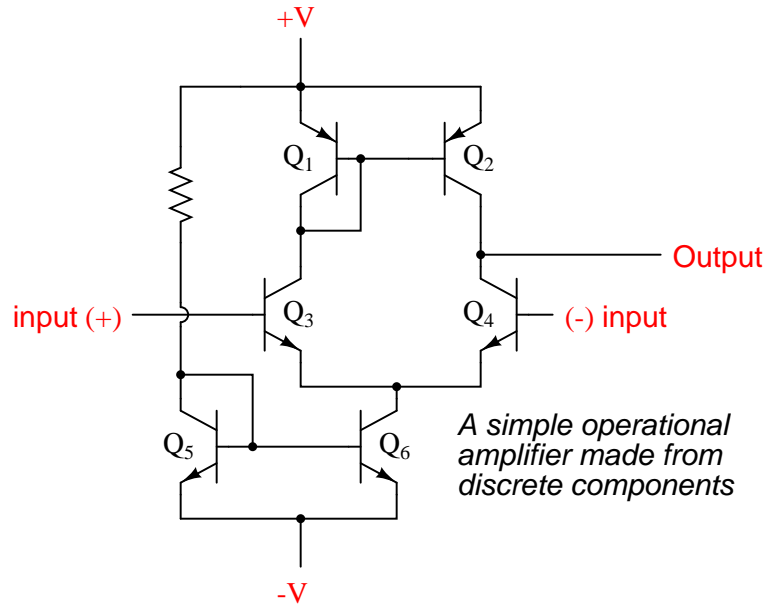 +V
Q1
Q2
Output
input (+)
Q3
Q4
(-) input
Q5
Q6
A simple operational
amplifier made from
discrete components
-V